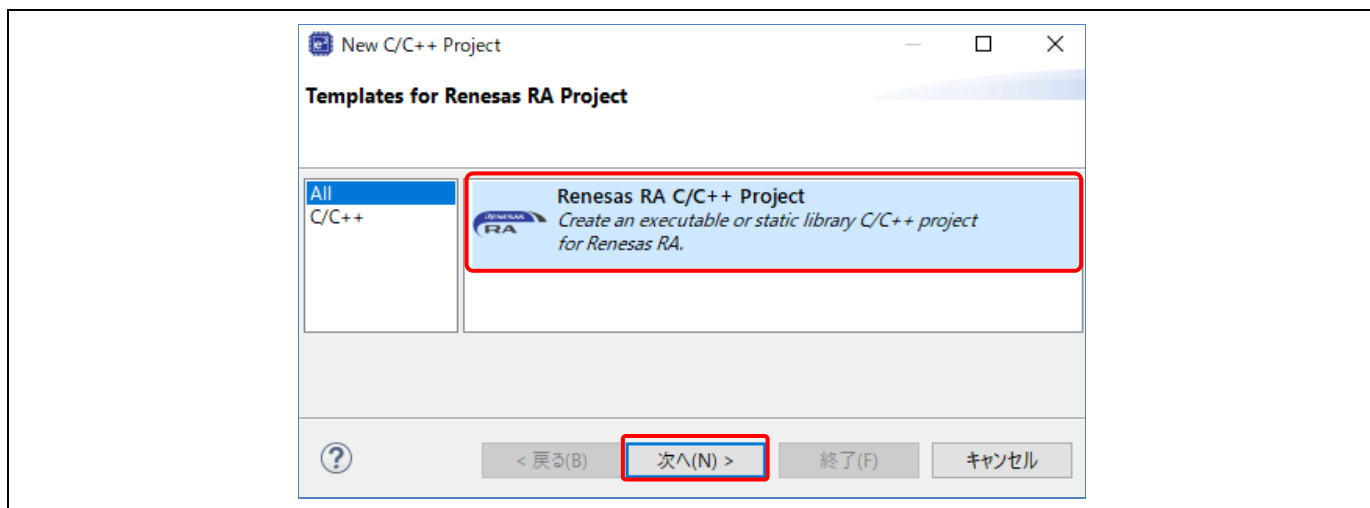 New C/C++ Project
Templates for Renesas RA Project
All
C/C++
Renesas RA C/C++ Project
Create an executable or static library C/C++ project
for Renesas RA.
RENESAS
RA
?
< 戻る(B)
次へ(N) >
終了(F)
キャンセル